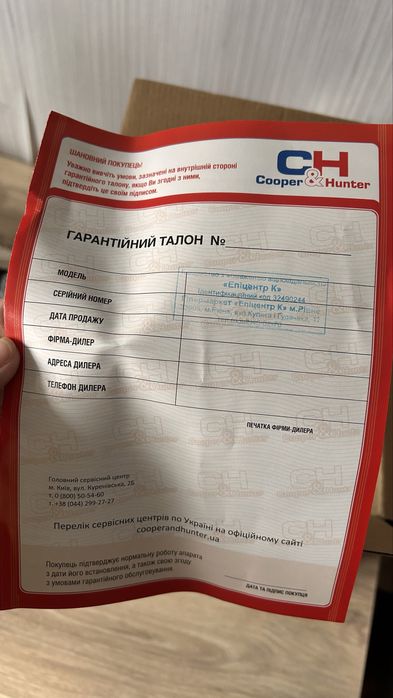 CH
Cooper&Hunter
ШАНОВНИЙ ПОКУПЕЦЬ!
Уважно вивчіть умови, зазначені на внутрішній стороні
гарантійного талону, якщо Ви згодні з ними,
підтвердіть це своїм підписом.
ГАРАНТІЙНИЙ ТАЛОН №
МОДЕЛЬ
СЕРІЙНИЙ НОМЕР
ДАТА ПРОДАЖУ
ФІРМА-ДИЛЕР
АДРЕСА ДИЛЕРА
ТЕЛЕФОН ДИЛЕРА
«Епіцентр К»
Ідентифікаційний код 32490244
«Епіцентр К» м.Рівне
ПЕЧАТКА ФІРМИ-ДИЛЕРА
Головний сервісний центр
м. Київ, вул. Куренівська, 2Б
т. 0 (800) 50-54-60
т. +38 (044) 299-27-27
Перелік сервісних центрів по Україні на офіційному сайті
cooperandhunter.ua
Покупець підтверджує нормальну роботу апарата
з дати його встановлення, а також свою згоду
з умовами гарантійного обслуговування.
ДАТА ТА ПІДПИС ПОКУПЦЯ